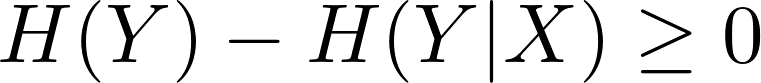 H(Y) − H(Y|X) ≥ 0